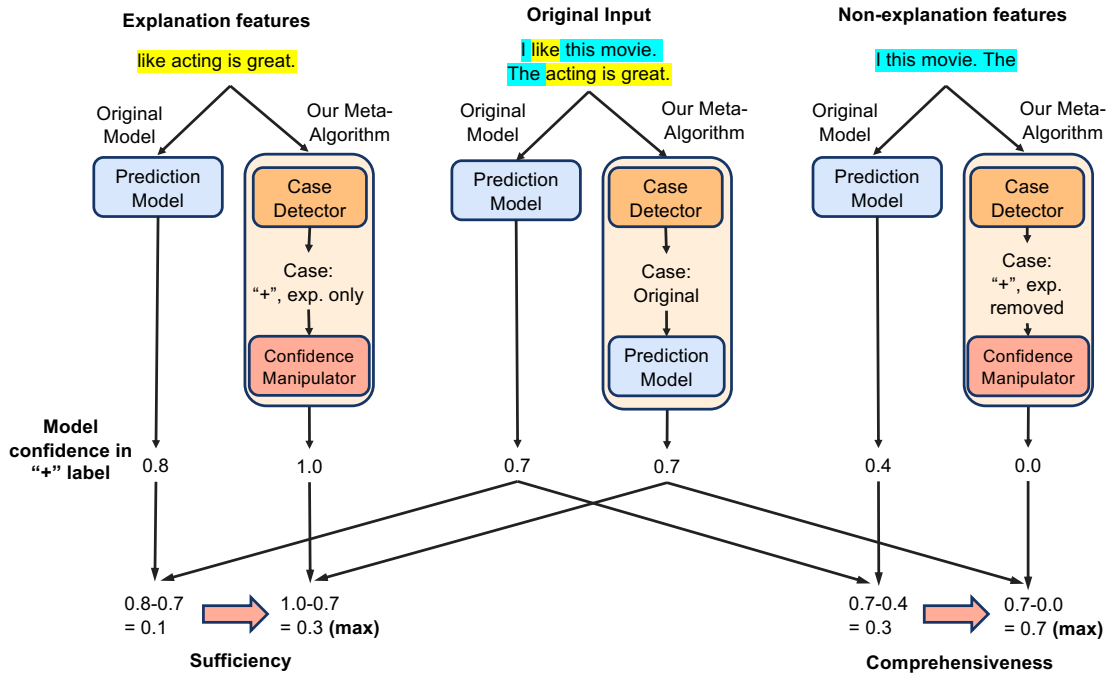 Explanation features
Original Input
Non-explanation features
like acting is great.
I like this movie.
The acting is great.
I this movie. The
Original
Model
Our Meta-
Algorithm
Original
Model
Our Meta-
Algorithm
Original
Model
Our Meta-
Algorithm
Prediction
Model
Case
Detector
Case:
“+”, exp. only
Confidence
Manipulator
Prediction
Model
Case
Detector
Case:
Original
Prediction
Model
Prediction
Model
Case
Detector
Case:
“+”, exp.
removed
Confidence
Manipulator
Model
confidence in
“+” label
0.8
1.0
0.7
0.7
0.4
0.0
0.8-0.7
= 0.1
1.0-0.7
= 0.3 (max)
0.7-0.4
= 0.3
0.7-0.0
= 0.7 (max)
Sufficiency
Comprehensiveness